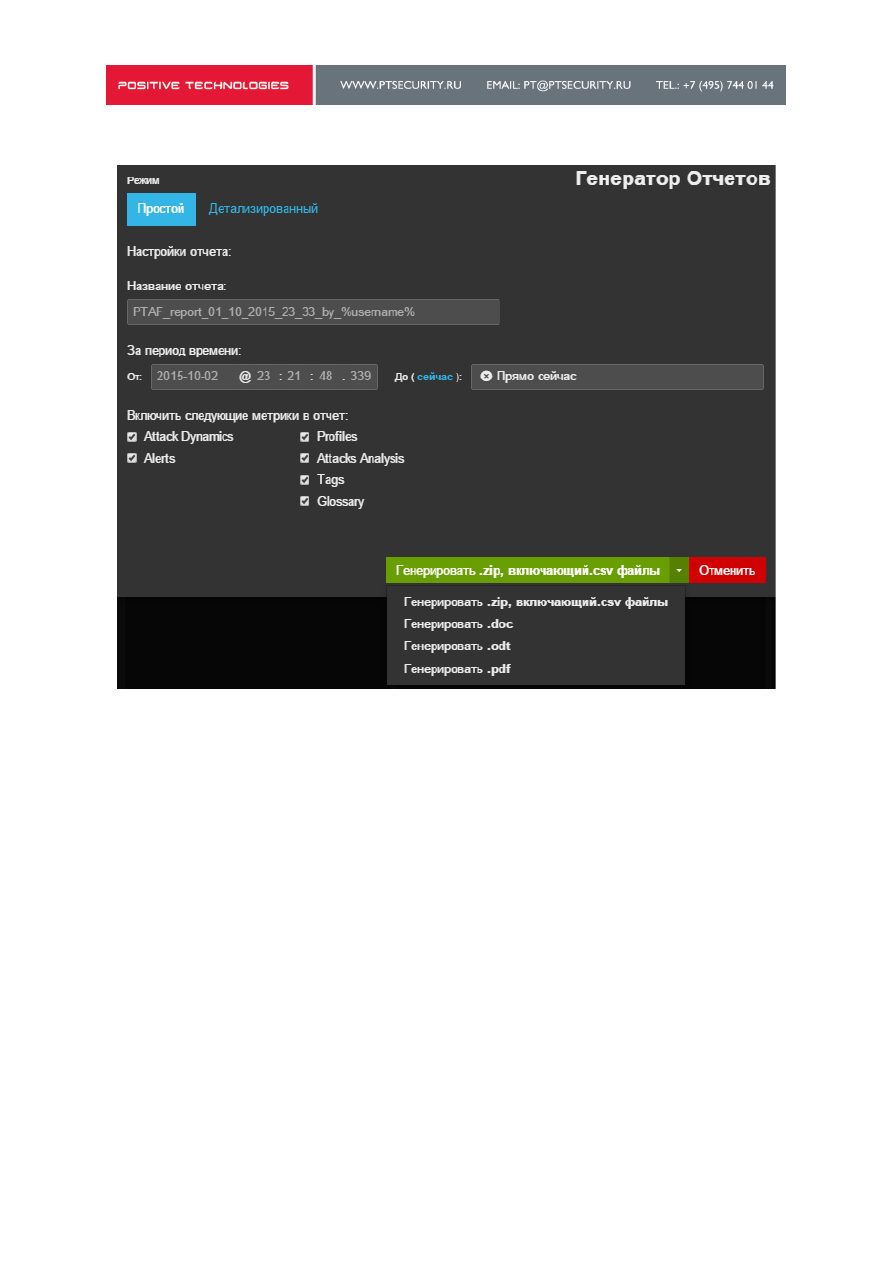 POSITIVE TECHNOLOGIES WWW.PTSECURITY.RU EMAIL: PT@PTSECURITY.RU TEL.: +7 (495) 744 01 44
Генератор Отчетов
Режим
Простой Детализированный
Настройки отчета:
Название отчета:
PTAF_report_01_10_2015_23_33_by_%username%
За период времени:
От: 2015-10-02 @ 23 : 21 : 48 . 339 До ( сейчас ): Прямо сейчас
Включить следующие метрики в отчет:
Attack Dynamics Profiles
Alerts Attacks Analysis
Tags
Glossary
Генерировать .zip, включающий.csv файлы Отменить
Генерировать .zip, включающий.csv файлы
Генерировать .doc
Генерировать .odt
Генерировать .pdf